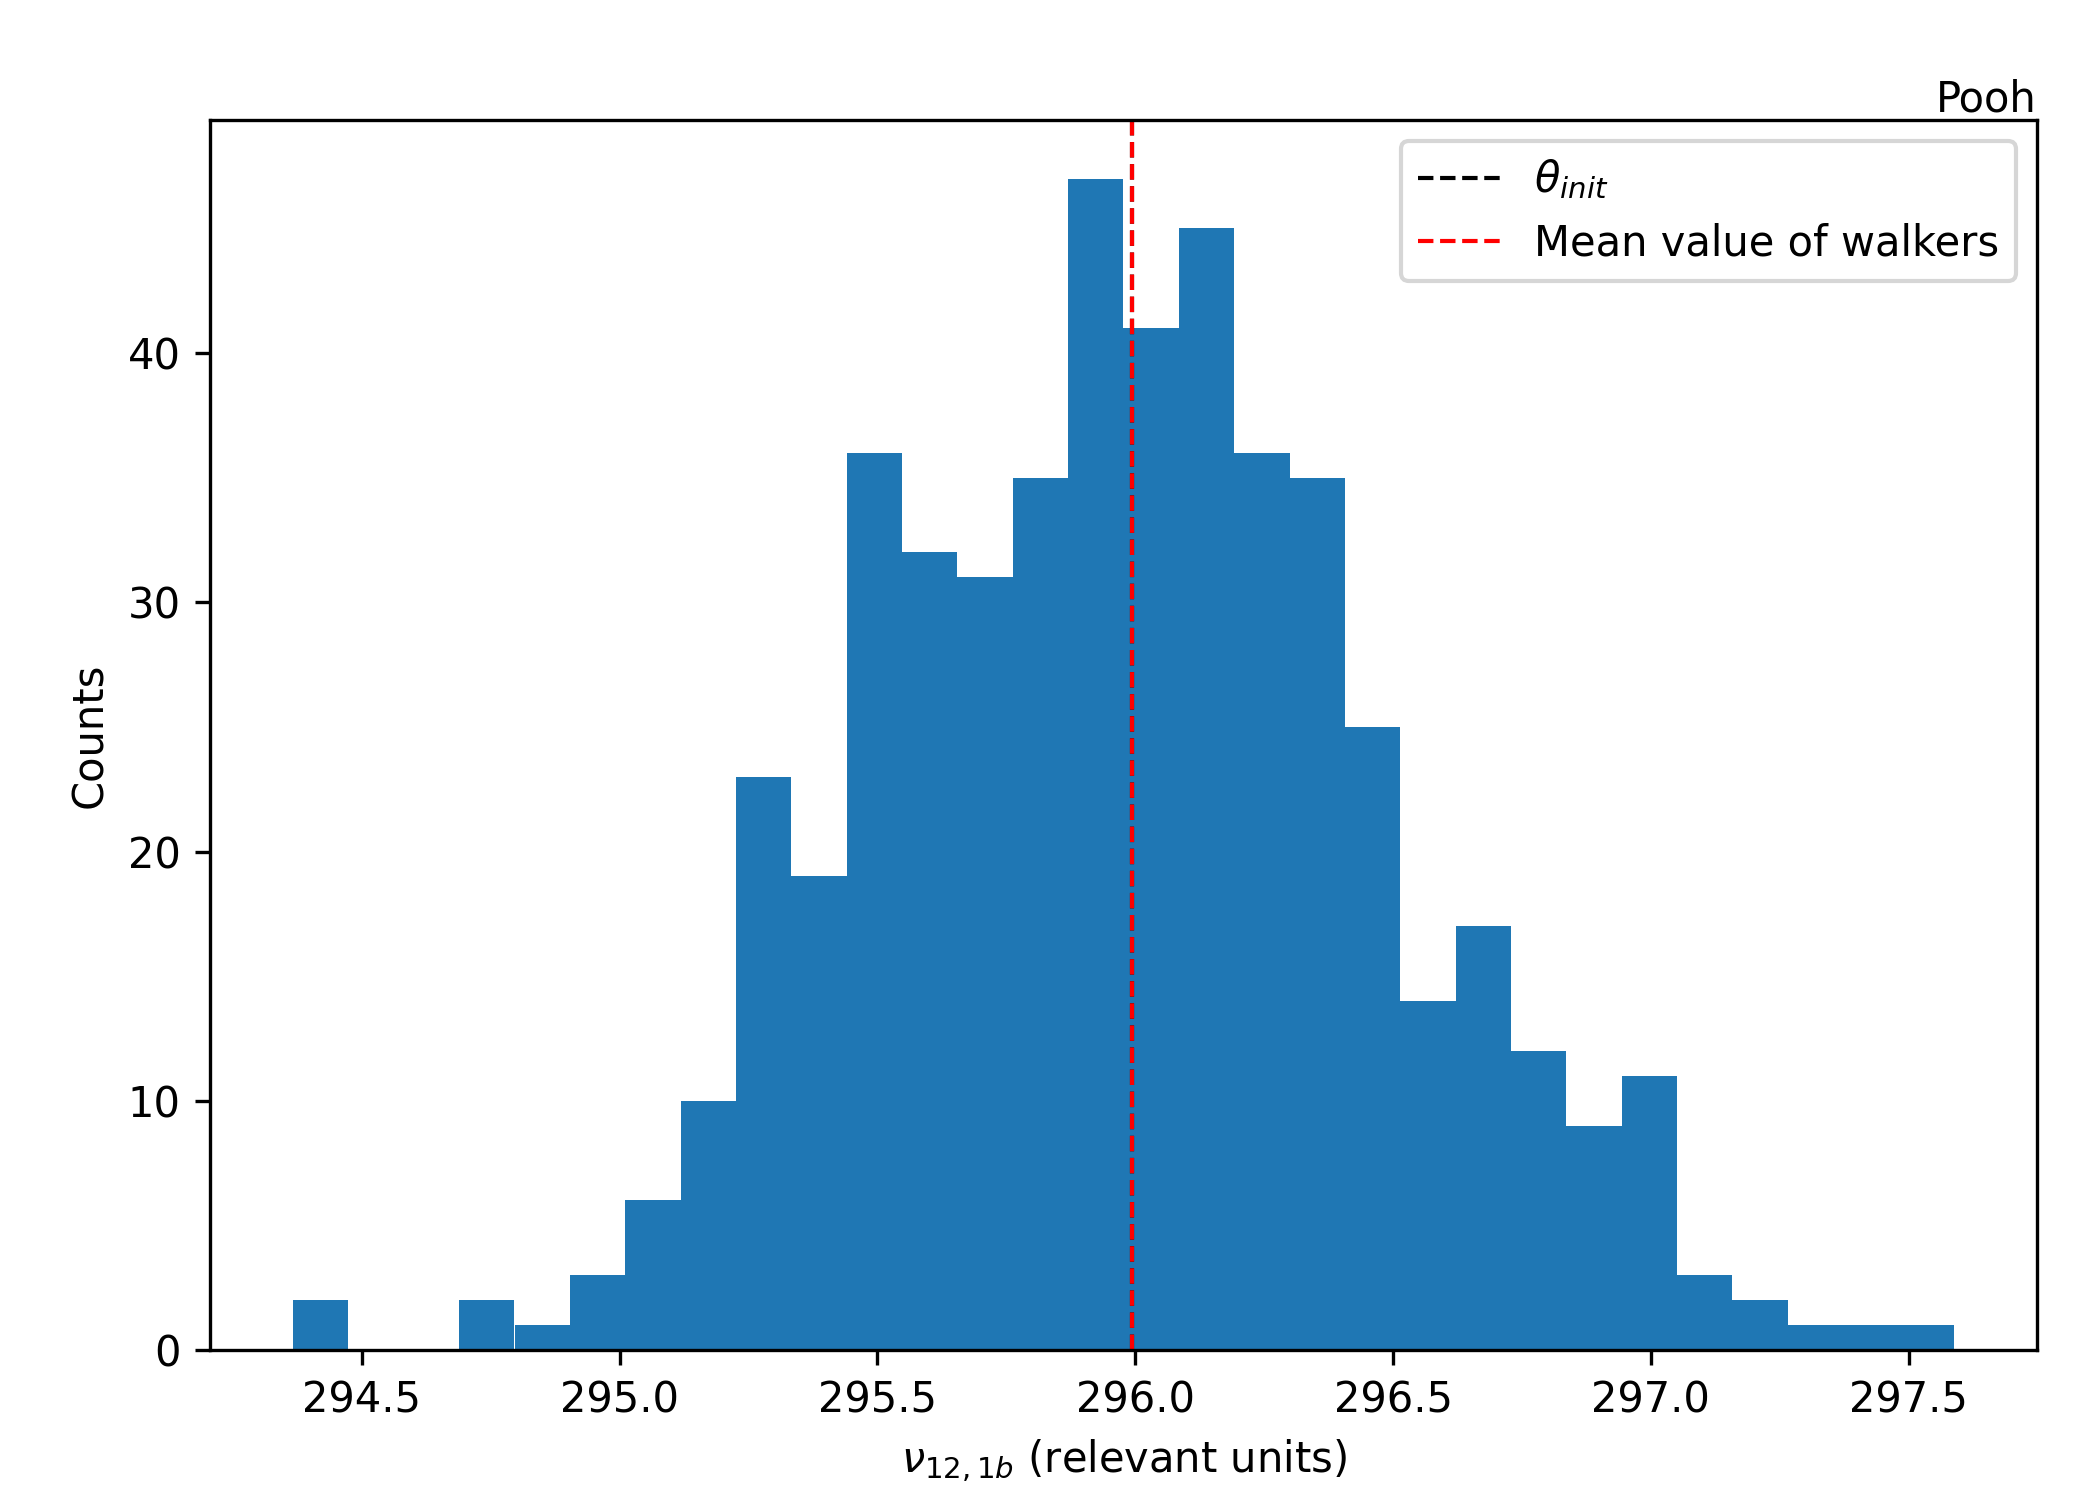 Pooh
θ_init
Mean value of walkers
40
30
20
10
0
Counts
294.5 295.0 295.5 296.0 296.5 297.0 297.5
ν_12,1b (relevant units)